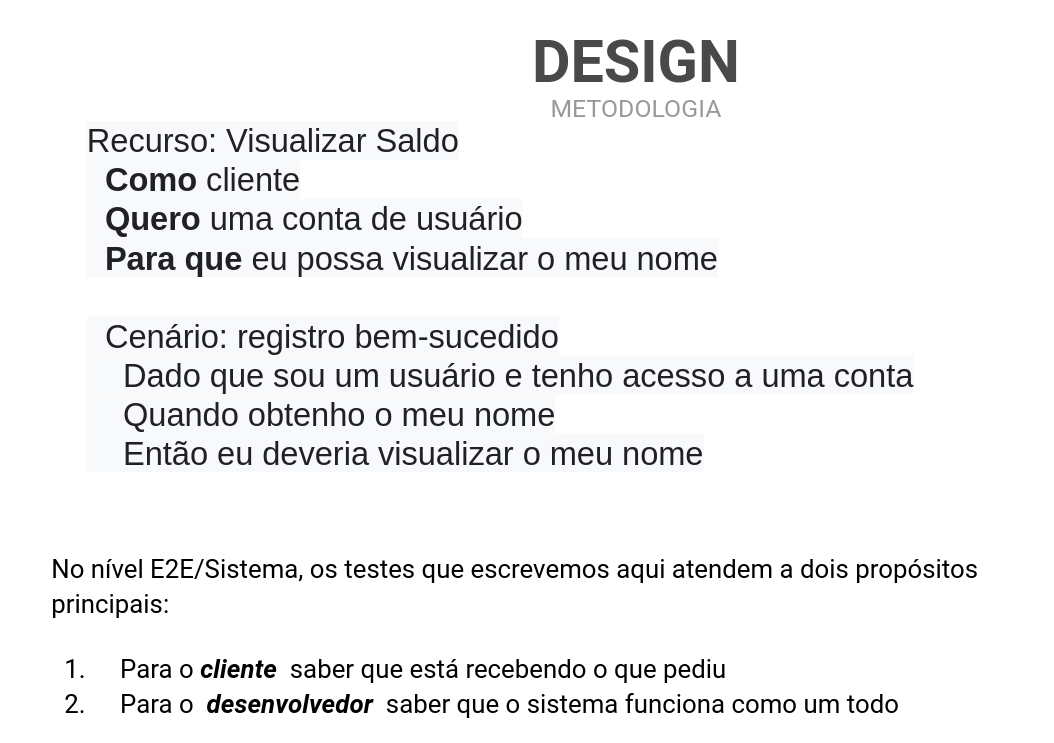 DESIGN
METODOLOGIA
Recurso: Visualizar Saldo
Como cliente
Quero uma conta de usuário
Para que eu possa visualizar o meu nome
Cenário: registro bem-sucedido
Dado que sou um usuário e tenho acesso a uma conta
Quando obtenho o meu nome
Então eu deveria visualizar o meu nome
No nível E2E/Sistema, os testes que escrevemos aqui atendem a dois propósitos
principais:
1. Para o cliente saber que está recebendo o que pediu
2. Para o desenvolvedor saber que o sistema funciona como um todo